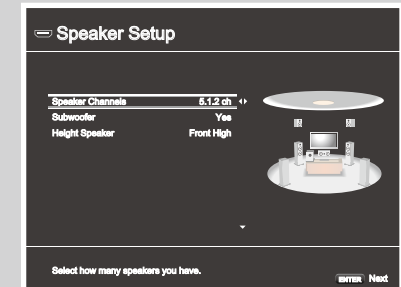 Speaker Setup
Speaker Channels 5.1.2 ch
Subwoofer Yes
Height Speaker Front High
Select how many speakers you have.
ENTER Next